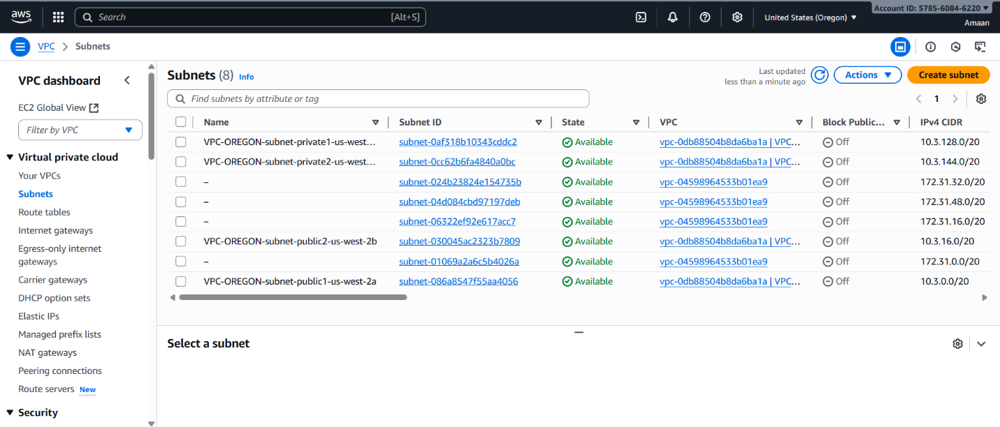 aws
Search [Alt+S]
United States (Oregon)
Account ID: 5785-6084-6220
Amaan
VPC > Subnets
VPC dashboard
EC2 Global View
Filter by VPC
Virtual private cloud
Your VPCs
Subnets
Route tables
Internet gateways
Egress-only internet
gateways
Carrier gateways
DHCP option sets
Elastic IPs
Managed prefix lists
NAT gateways
Peering connections
Route servers New
Security
Subnets (8) Info
Last updated
less than a minute ago
Actions
Create subnet
Find subnets by attribute or tag
1
Name Subnet ID State VPC Block Public... IPv4 CIDR
VPC-OREGON-subnet-private1-us-west... subnet-0af318b10343cddc2 Available vpc-0db88504b8da6ba1a | VPC... Off 10.3.128.0/20
VPC-OREGON-subnet-private2-us-west... subnet-0cc62b6fa4840a0bc Available vpc-0db88504b8da6ba1a | VPC... Off 10.3.144.0/20
– subnet-024b23824e154735b Available vpc-04598964533b01ea9 Off 172.31.32.0/20
– subnet-04d084cbd97197deb Available vpc-04598964533b01ea9 Off 172.31.48.0/20
– subnet-06322ef92e617acc7 Available vpc-04598964533b01ea9 Off 172.31.16.0/20
VPC-OREGON-subnet-public2-us-west-2b subnet-030045ac2323b7809 Available vpc-0db88504b8da6ba1a | VPC... Off 10.3.16.0/20
– subnet-01069a2a6c5b4026a Available vpc-04598964533b01ea9 Off 172.31.0.0/20
VPC-OREGON-subnet-public1-us-west-2a subnet-086a8547f55aa4056 Available vpc-0db88504b8da6ba1a | VPC... Off 10.3.0.0/20
Select a subnet